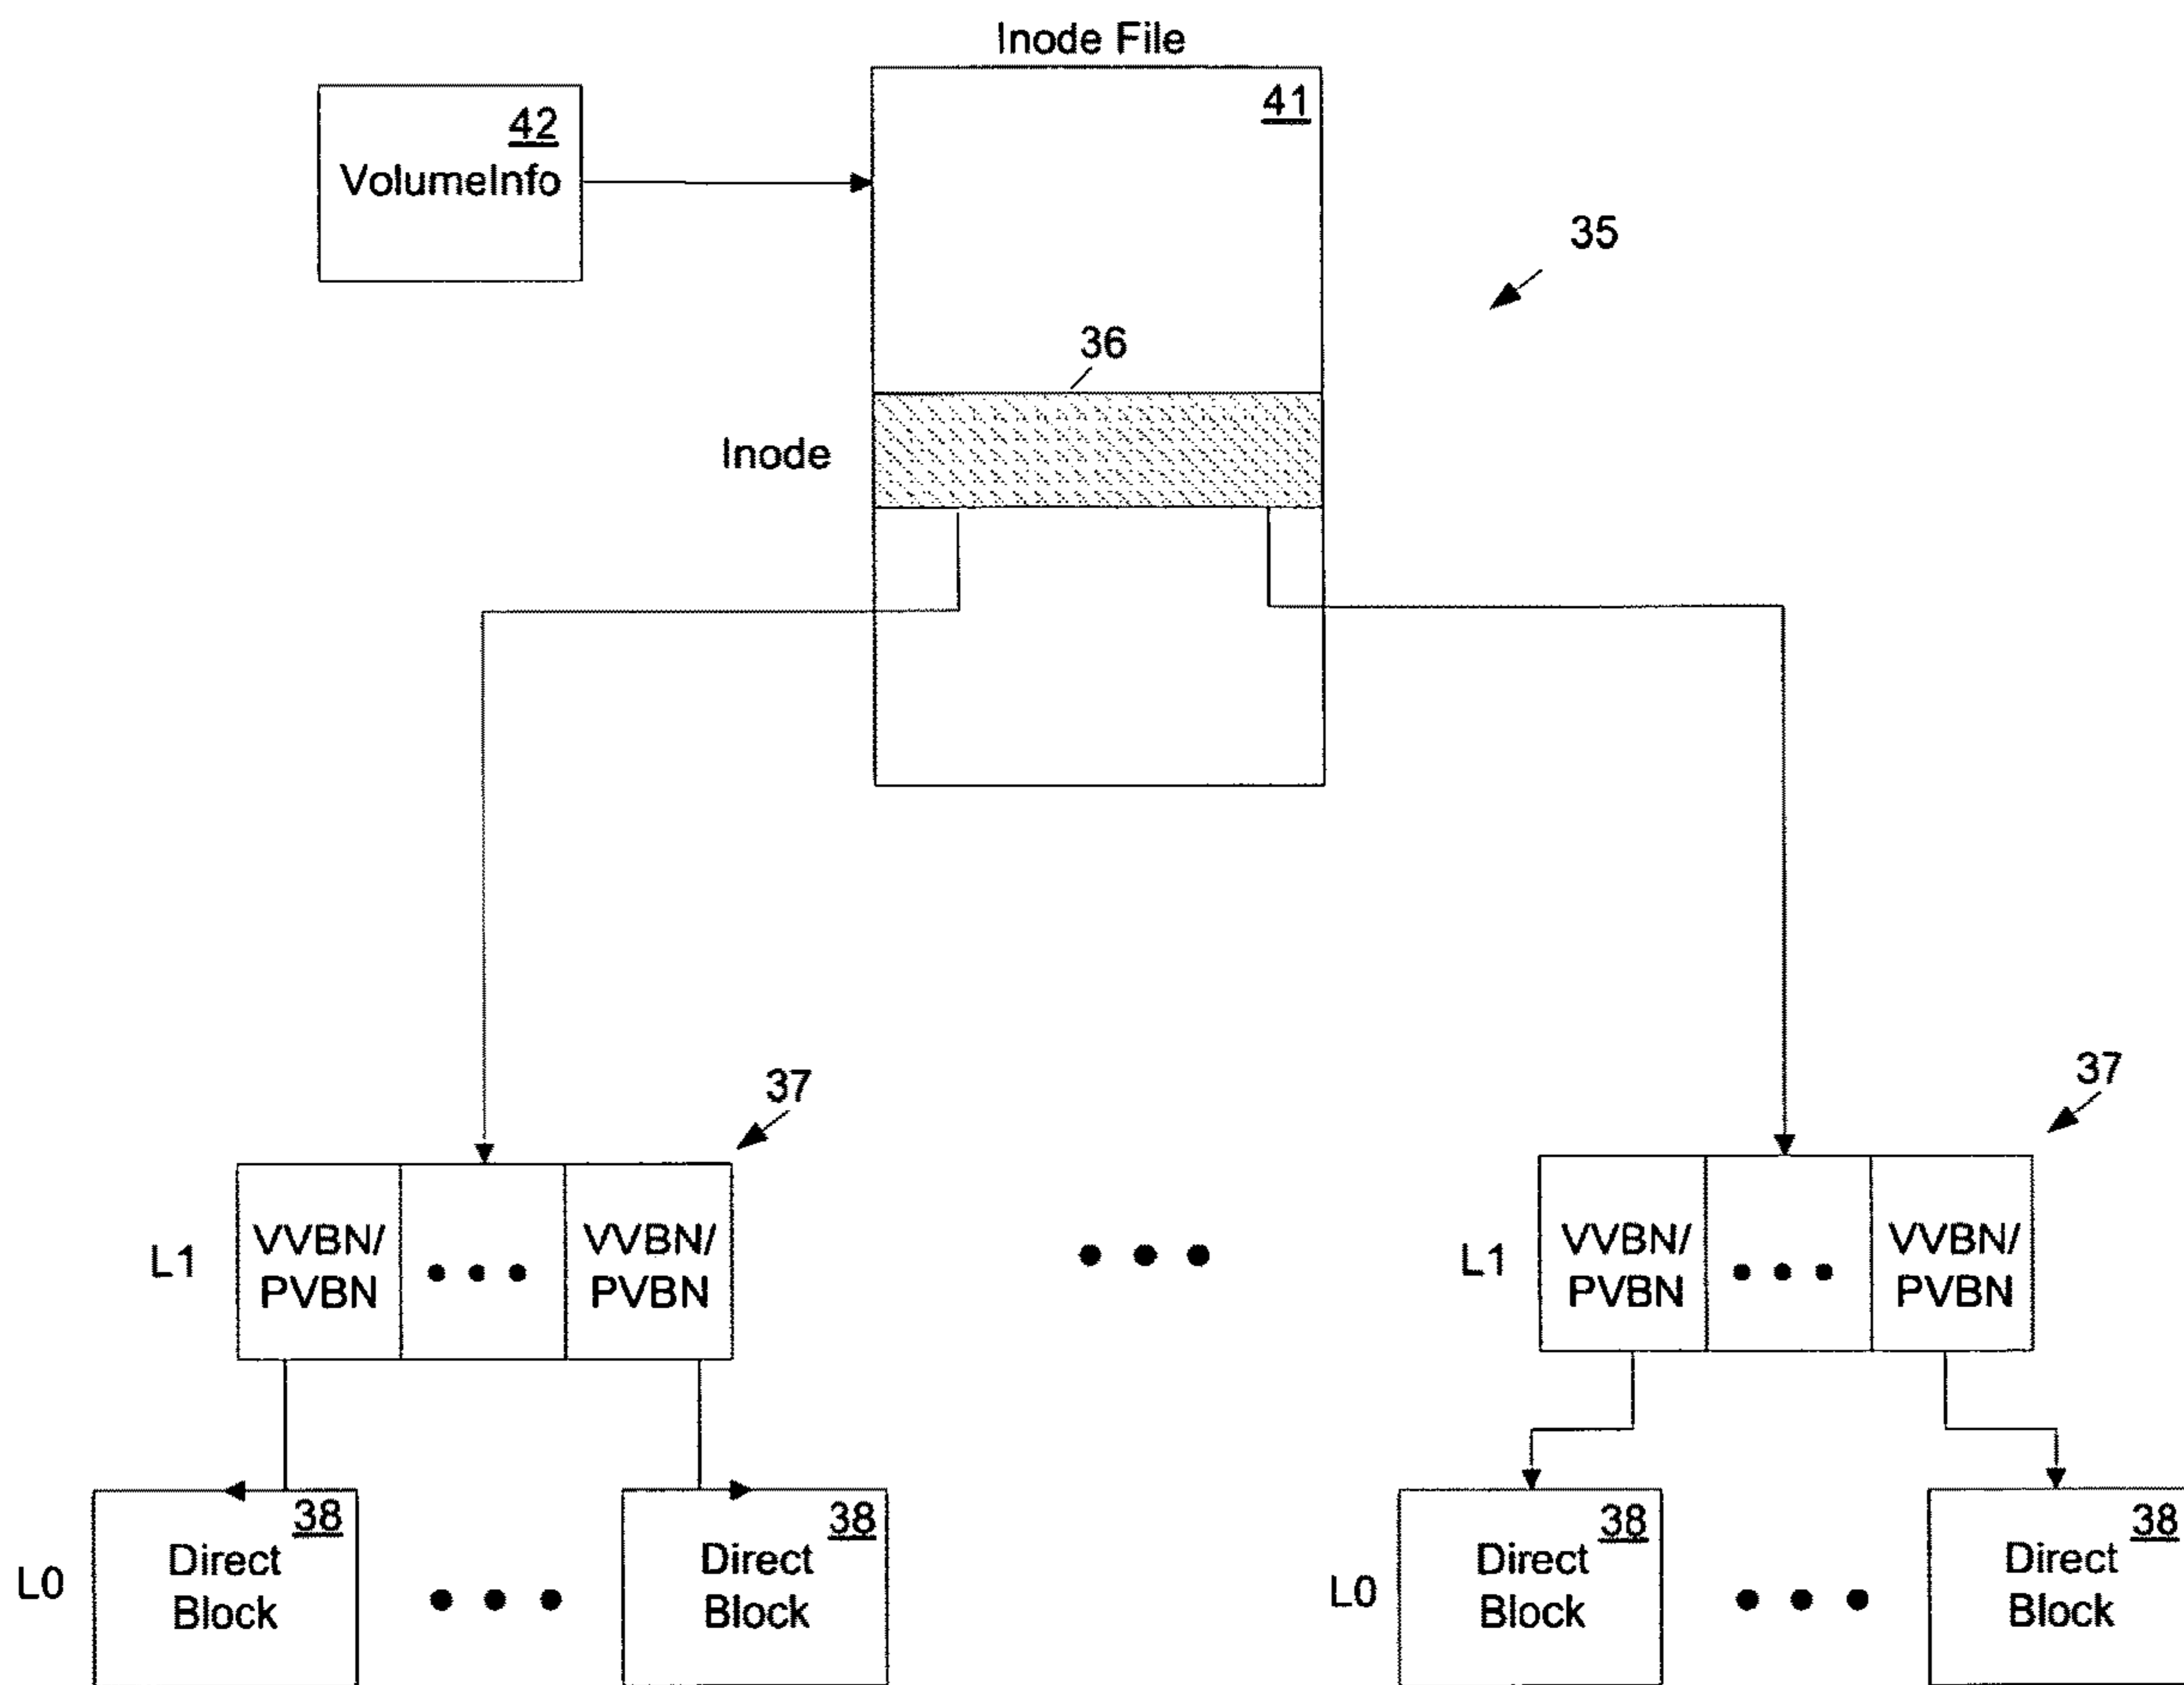 Inode File
41
42
VolumeInfo
35
36
Inode
37
37
L1
VVBN/
PVBN
VVBN/
PVBN
L1
VVBN/
PVBN
VVBN/
PVBN
L0
38
Direct
Block
38
Direct
Block
L0
38
Direct
Block
38
Direct
Block